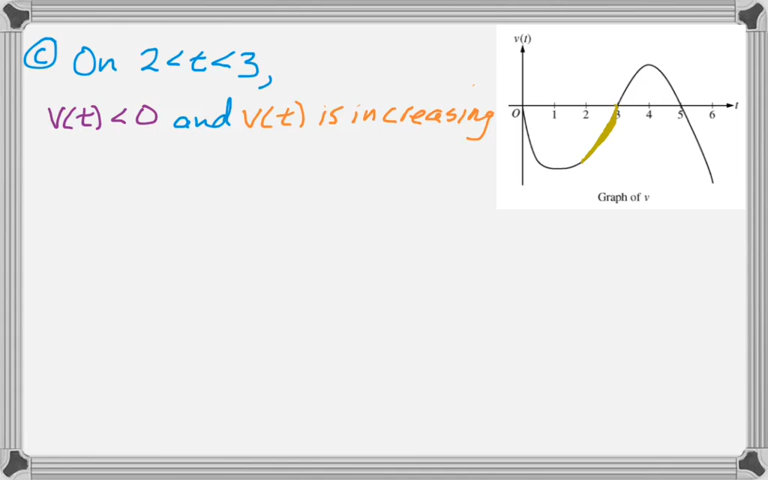 ⓒ On 2 < t < 3,
v(t) < 0 and v(t) is increasing
v(t)
O 1 2 3 4 5 6 t
Graph of v